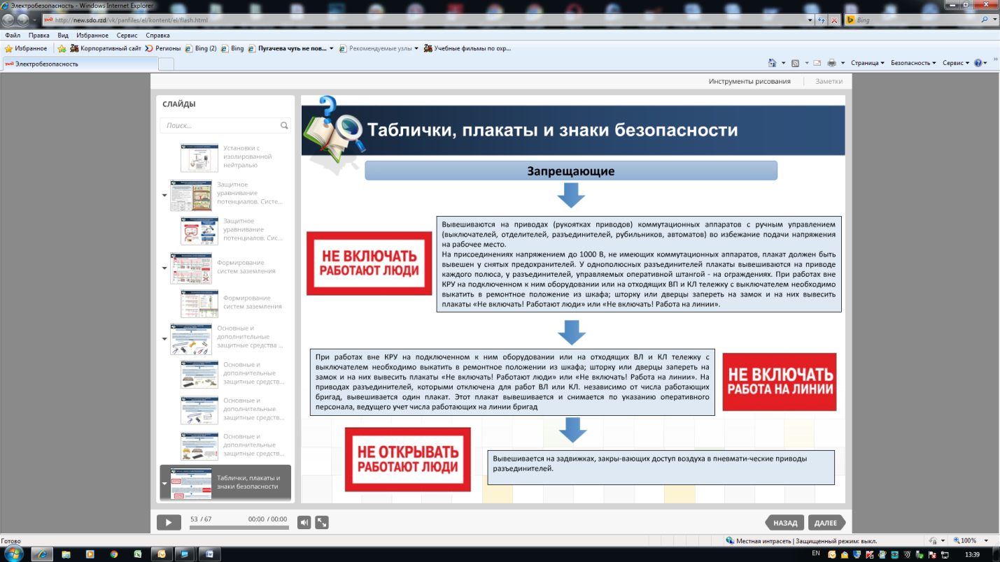 Электробезопасность - Windows Internet Explorer
http://new.sdo.rzd/vk/panfiles/el/kontent/el/flash.html
Bing
Файл Правка Вид Избранное Сервис Справка
Избранное Корпоративный сайт Регионы Bing (2) Bing Пугачева чуть не пов... Рекомендуемые узлы Учебные фильмы по охр...
Электробезопасность
Страница Безопасность Сервис
Инструменты рисования Заметки
СЛАЙДЫ
Поиск...
Установки с
изолированной
нейтралью
Защитное
уравнивание
потенциалов. Систе...
Защитное
уравнивание
потенциалов. Сис...
Формирование
систем заземления
Формирование
систем заземления
Основные и
дополнительные
защитные средства ...
Основные и
дополнительные
защитные средств...
Основные и
дополнительные
защитные средств...
Основные и
дополнительные
защитные средств...
Таблички, плакаты и
знаки безопасности
Таблички, плакаты и знаки безопасности
Запрещающие
НЕ ВКЛЮЧАТЬ
РАБОТАЮТ ЛЮДИ
Вывешиваются на приводах (рукоятках приводов) коммутационных аппаратов с ручным управлением
(выключателей, отделителей, разъединителей, рубильников, автоматов) во избежание подачи напряжения
на рабочее место.
На присоединениях напряжением до 1000 В, не имеющих коммутационных аппаратов, плакат должен быть
вывешен у снятых предохранителей. У однополюсных разъединителей плакаты вывешиваются на приводе
каждого полюса, у разъединителей, управляемых оперативной штангой - на ограждениях. При работах вне
КРУ на подключенном к ним оборудовании или на отходящих ВП и КЛ тележку с выключателем необходимо
выкатить в ремонтное положение из шкафа; шторку или дверцы запереть на замок и на них вывесить
плакаты «Не включать! Работают люди» или «Не включать! Работа на линии».
При работах вне КРУ на подключенном к ним оборудовании или на отходящих ВЛ и КЛ тележку с
выключателем необходимо выкатить в ремонтное положении из шкафа; шторку или дверцы запереть на
замок и на них вывесить плакаты «Не включать! Работают люди» или «Не включать! Работа на линии». На
приводах разъединителей, которыми отключена для работ ВЛ или КЛ. независимо от числа работающих
бригад, вывешивается один плакат. Этот плакат вывешивается и снимается по указанию оперативного
персонала, ведущего учет числа работающих на линии бригад
НЕ ВКЛЮЧАТЬ
РАБОТА НА ЛИНИИ
НЕ ОТКРЫВАТЬ
РАБОТАЮТ ЛЮДИ
Вывешивается на задвижках, закры-вающих доступ воздуха в пневмати-ческие приводы
разъединителей.
53 / 67 00:00 / 00:00
НАЗАД ДАЛЕЕ
Готово
Местная интрасеть | Защищенный режим: выкл.
100%
EN
13:39